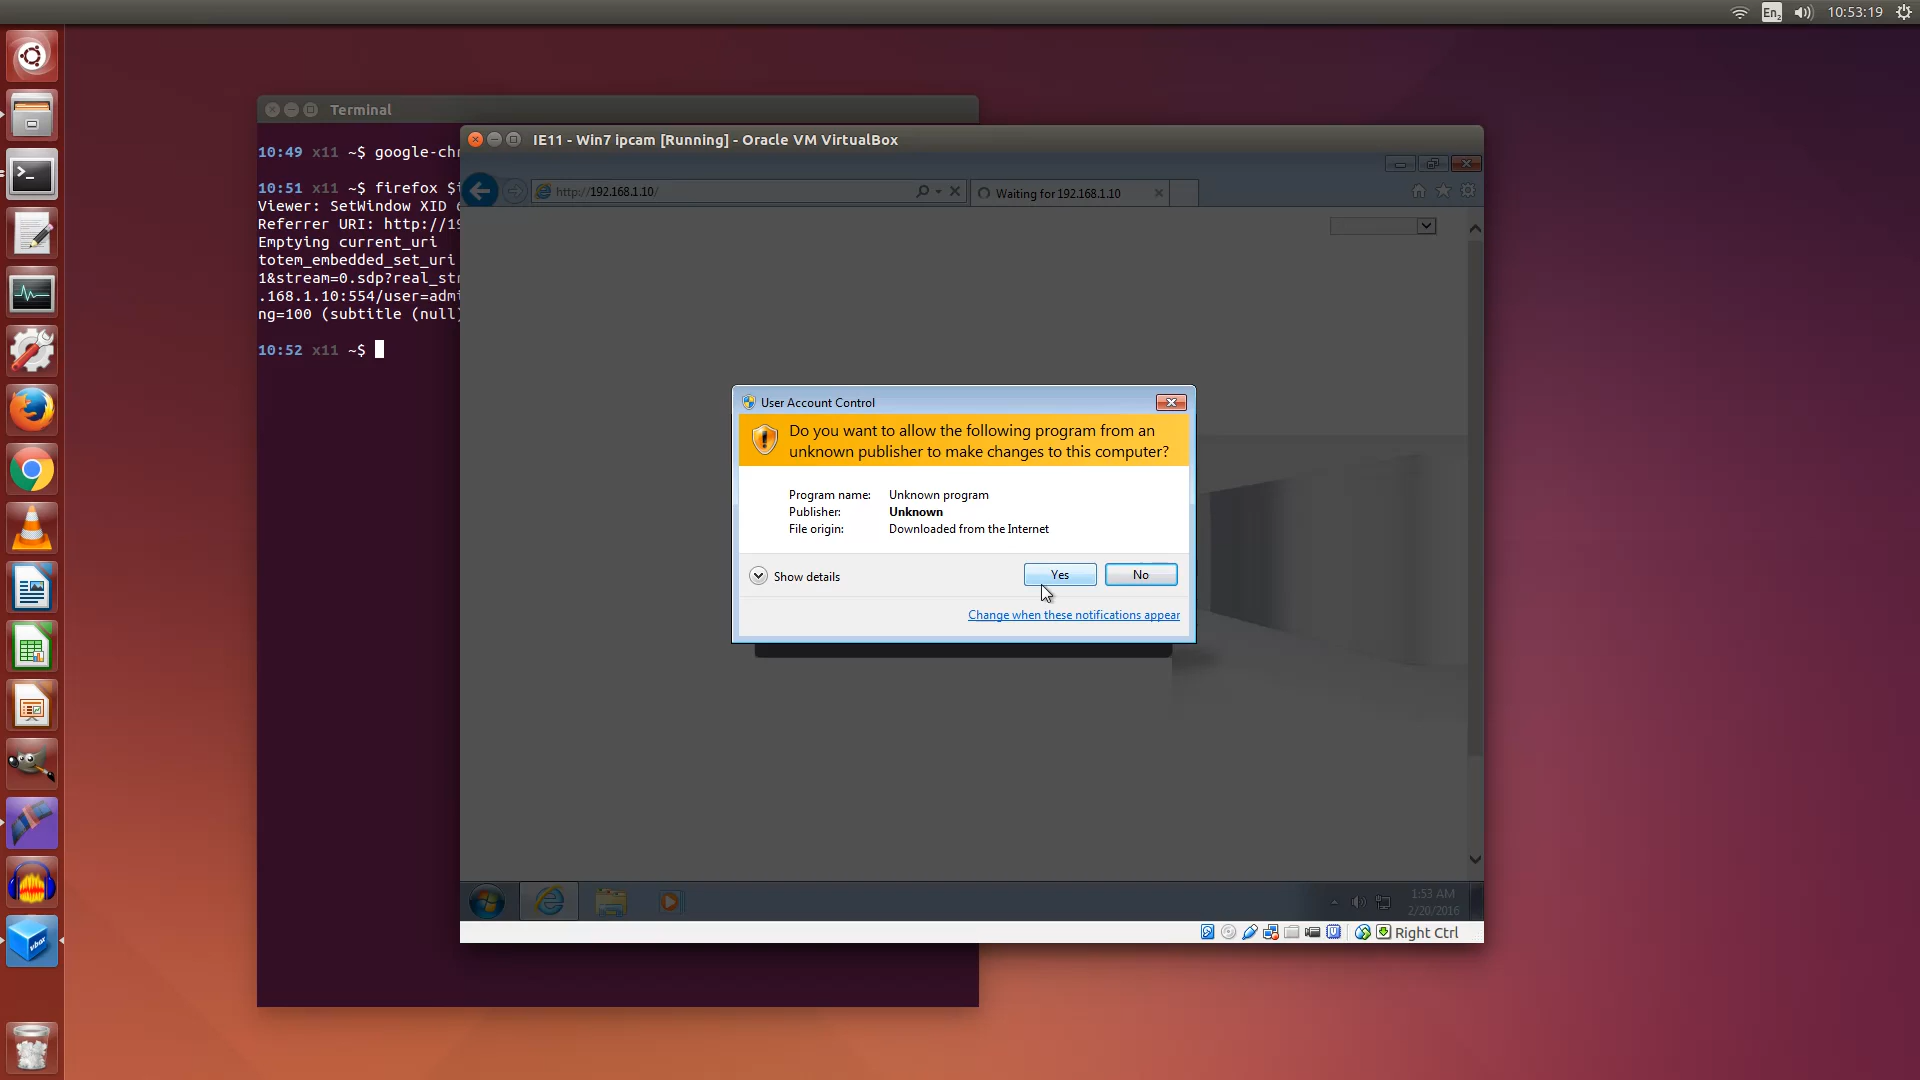 En2
10:53:19
Terminal
10:49 x11 ~$ google-chr
10:51 x11 ~$ firefox $
Viewer: SetWindow XID
Referrer URI: http://19
Emptying current_uri
totem_embedded_set_uri
1&stream=0.sdp?real_str
.168.1.10:554/user=admi
ng=100 (subtitle (null)
10:52 x11 ~$
IE11 - Win7 ipcam [Running] - Oracle VM VirtualBox
http://192.168.1.10/
Waiting for 192.168.1.10
User Account Control
Do you want to allow the following program from an
unknown publisher to make changes to this computer?
Program name: Unknown program
Publisher: Unknown
File origin: Downloaded from the Internet
Show details
Yes
No
Change when these notifications appear
1:53 AM
2/20/2016
Right Ctrl
vbox